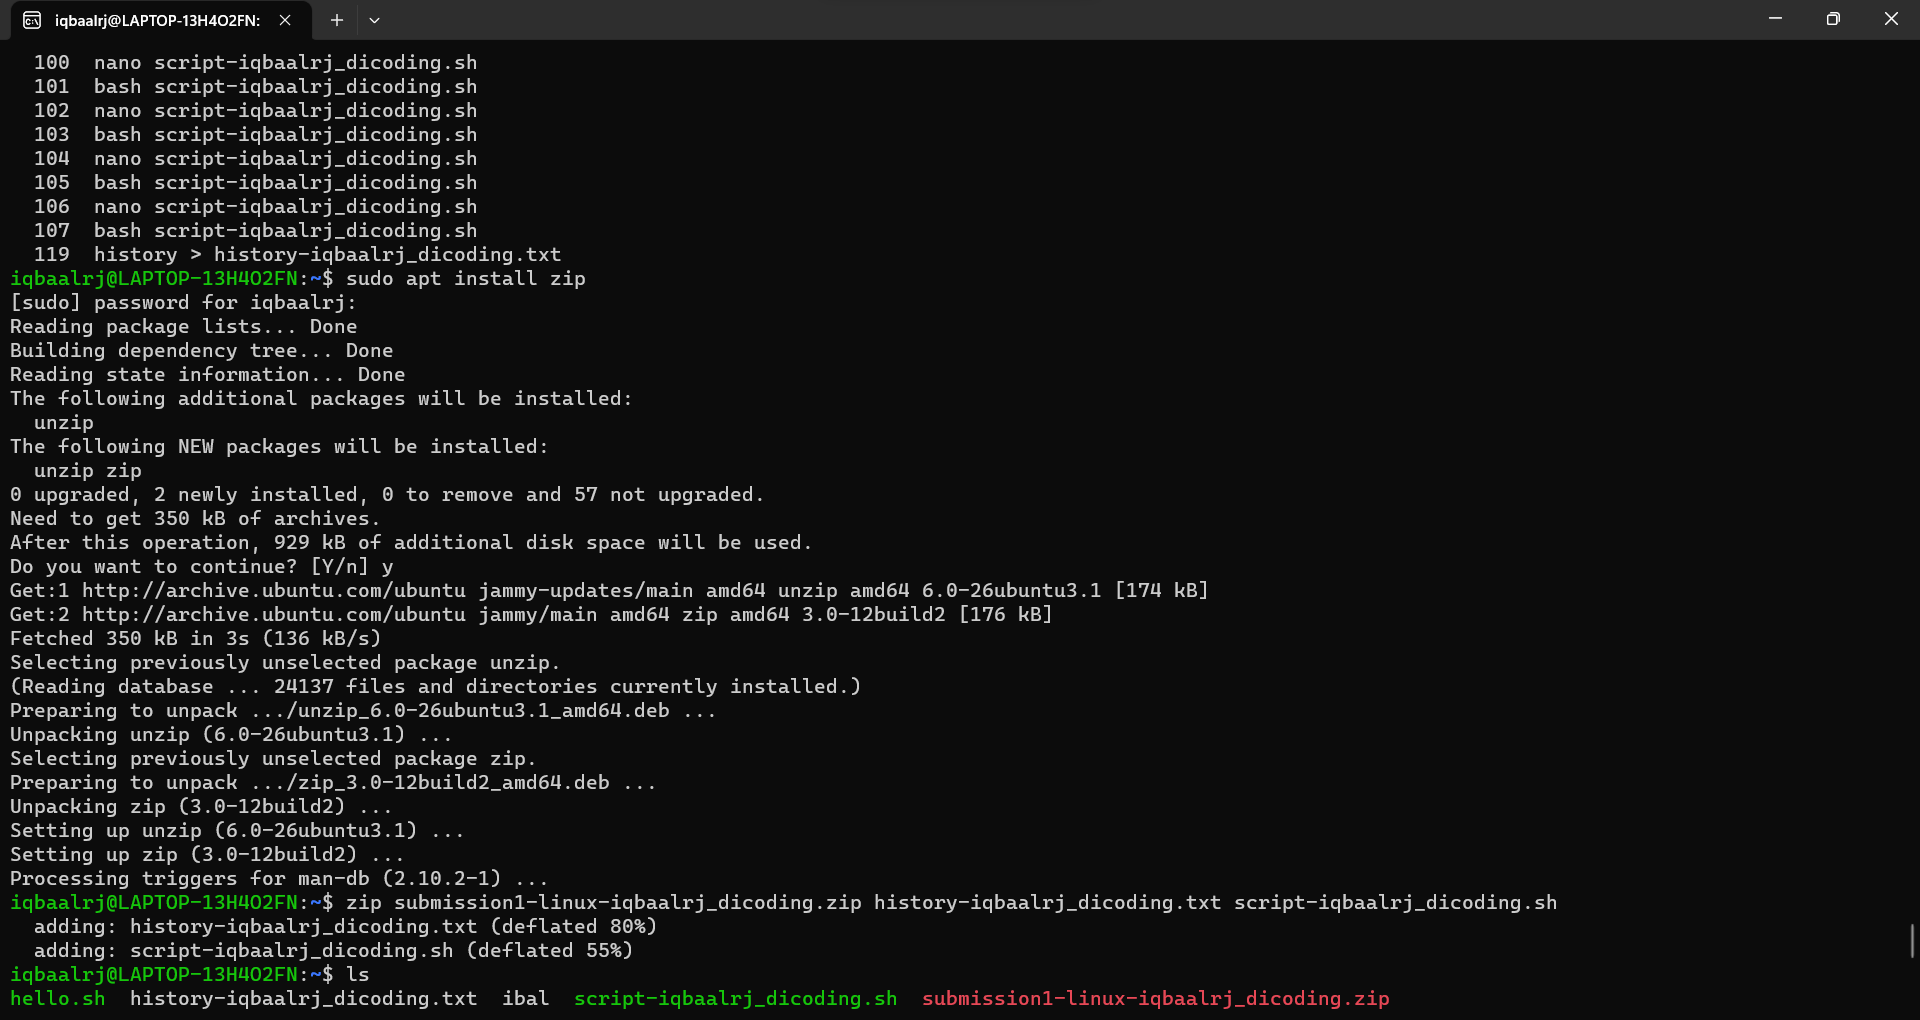 iqbaalrj@LAPTOP-13H4O2FN:
100  nano script-iqbaalrj_dicoding.sh
101  bash script-iqbaalrj_dicoding.sh
102  nano script-iqbaalrj_dicoding.sh
103  bash script-iqbaalrj_dicoding.sh
104  nano script-iqbaalrj_dicoding.sh
105  bash script-iqbaalrj_dicoding.sh
106  nano script-iqbaalrj_dicoding.sh
107  bash script-iqbaalrj_dicoding.sh
119  history > history-iqbaalrj_dicoding.txt
iqbaalrj@LAPTOP-13H4O2FN:~$ sudo apt install zip
[sudo] password for iqbaalrj:
Reading package lists... Done
Building dependency tree... Done
Reading state information... Done
The following additional packages will be installed:
  unzip
The following NEW packages will be installed:
  unzip zip
0 upgraded, 2 newly installed, 0 to remove and 57 not upgraded.
Need to get 350 kB of archives.
After this operation, 929 kB of additional disk space will be used.
Do you want to continue? [Y/n] y
Get:1 http://archive.ubuntu.com/ubuntu jammy-updates/main amd64 unzip amd64 6.0-26ubuntu3.1 [174 kB]
Get:2 http://archive.ubuntu.com/ubuntu jammy/main amd64 zip amd64 3.0-12build2 [176 kB]
Fetched 350 kB in 3s (136 kB/s)
Selecting previously unselected package unzip.
(Reading database ... 24137 files and directories currently installed.)
Preparing to unpack .../unzip_6.0-26ubuntu3.1_amd64.deb ...
Unpacking unzip (6.0-26ubuntu3.1) ...
Selecting previously unselected package zip.
Preparing to unpack .../zip_3.0-12build2_amd64.deb ...
Unpacking zip (3.0-12build2) ...
Setting up unzip (6.0-26ubuntu3.1) ...
Setting up zip (3.0-12build2) ...
Processing triggers for man-db (2.10.2-1) ...
iqbaalrj@LAPTOP-13H4O2FN:~$ zip submission1-linux-iqbaalrj_dicoding.zip history-iqbaalrj_dicoding.txt script-iqbaalrj_dicoding.sh
  adding: history-iqbaalrj_dicoding.txt (deflated 80%)
  adding: script-iqbaalrj_dicoding.sh (deflated 55%)
iqbaalrj@LAPTOP-13H4O2FN:~$ ls
hello.sh  history-iqbaalrj_dicoding.txt  ibal  script-iqbaalrj_dicoding.sh  submission1-linux-iqbaalrj_dicoding.zip